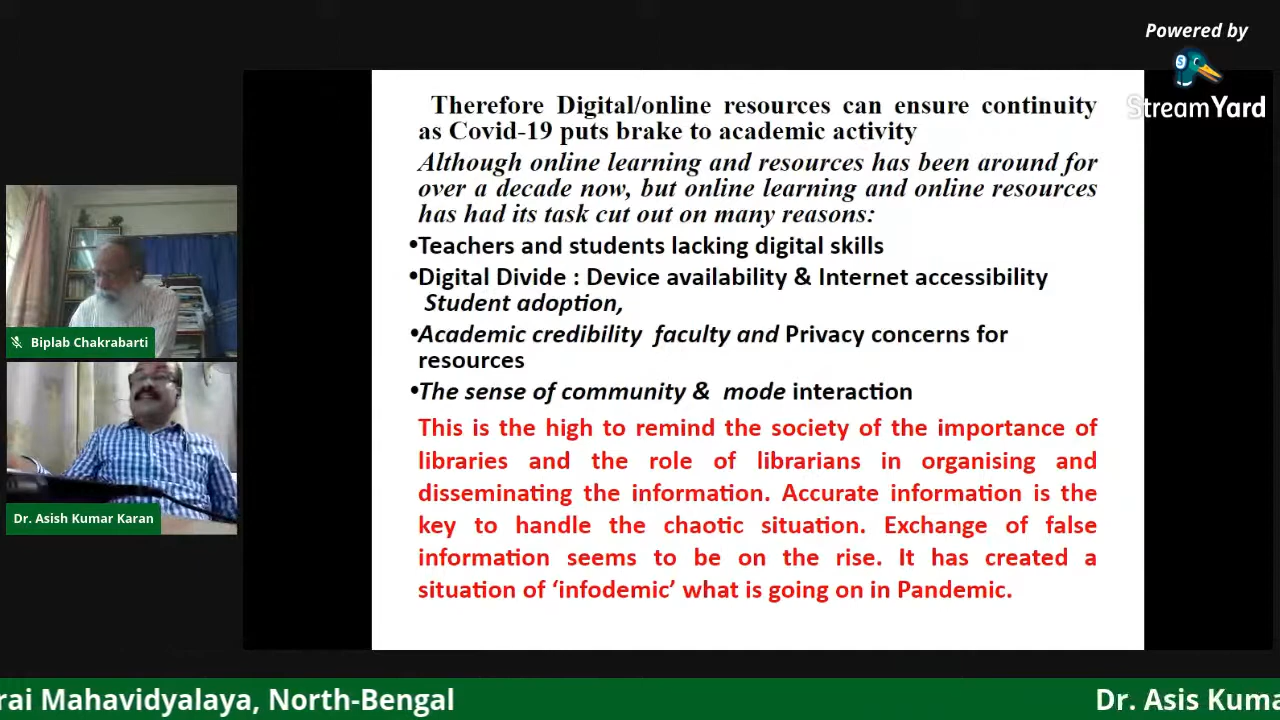 Powered by
StreamYard
Therefore Digital/online resources can ensure continuity
as Covid-19 puts brake to academic activity
Although online learning and resources has been around for
over a decade now, but online learning and online resources
has had its task cut out on many reasons:
•Teachers and students lacking digital skills
•Digital Divide : Device availability & Internet accessibility
Student adoption,
•Academic credibility faculty and Privacy concerns for
resources
•The sense of community & mode interaction
This is the high to remind the society of the importance of
libraries and the role of librarians in organising and
disseminating the information. Accurate information is the
key to handle the chaotic situation. Exchange of false
information seems to be on the rise. It has created a
situation of ‘infodemic’ what is going on in Pandemic.
Biplab Chakrabarti
Dr. Asish Kumar Karan
rai Mahavidyalaya, North-Bengal
Dr. Asis Kuma